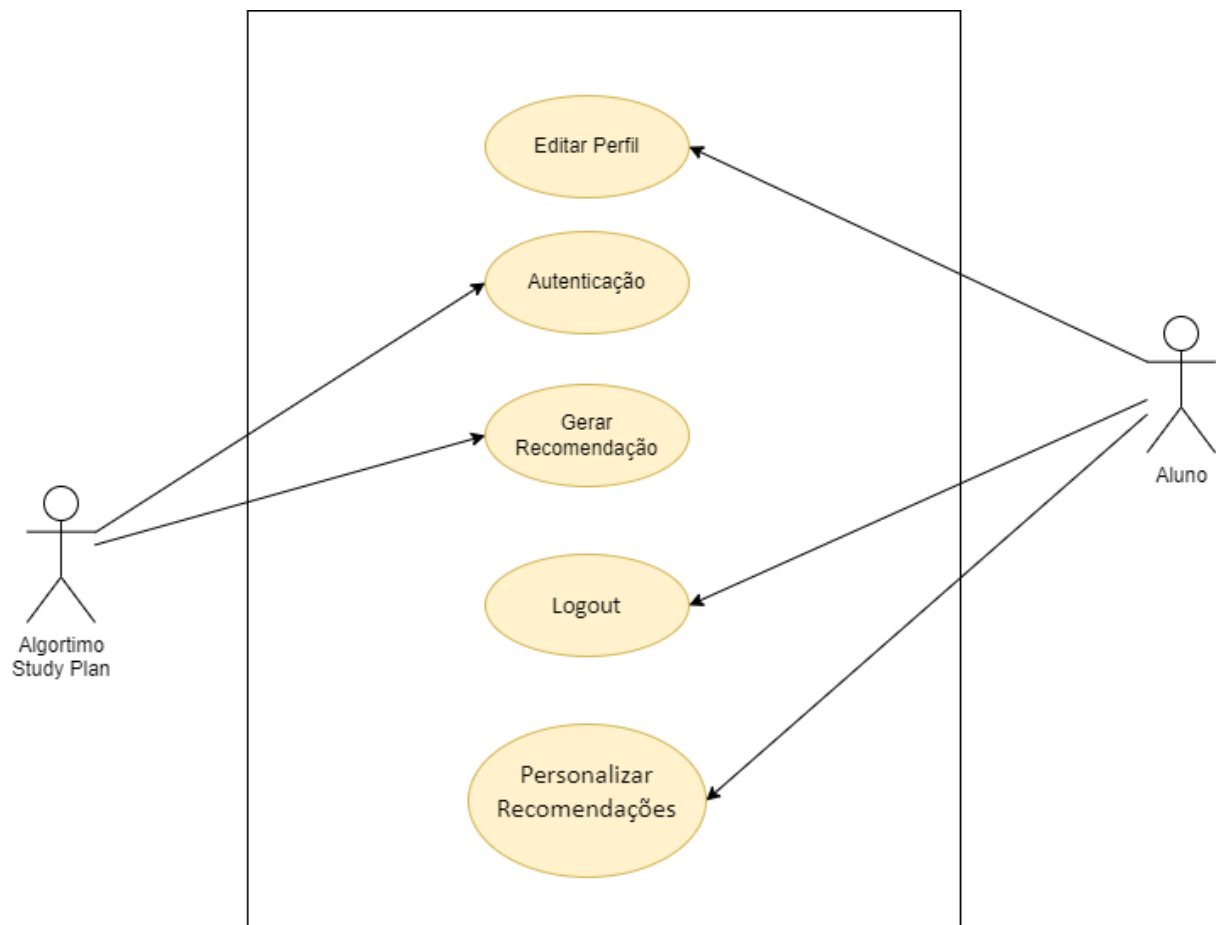 Editar Perfil
Autenticação
Gerar
Recomendação
Logout
Personalizar
Recomendações
Algortimo
Study Plan
Aluno